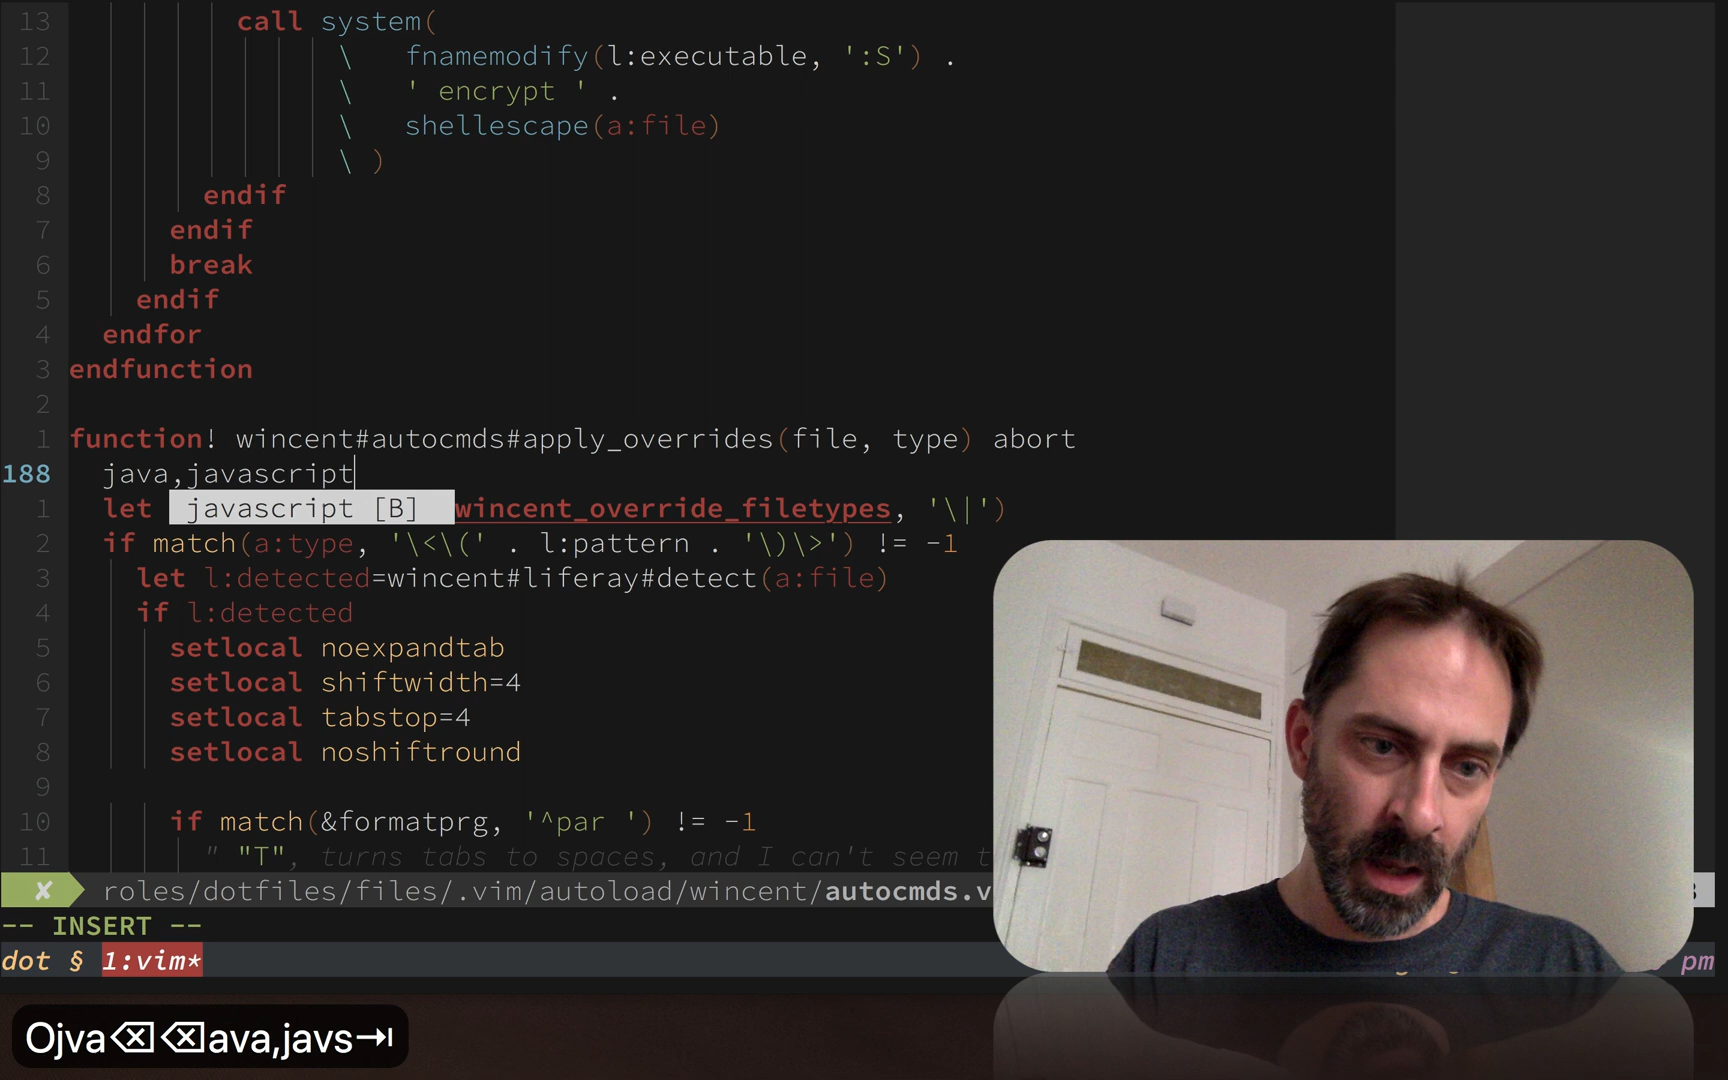 13 call system(
12 \ fnamemodify(l:executable, ':S') .
11 \ ' encrypt ' .
10 \ shellescape(a:file)
9 \ )
8 endif
7 endif
6 break
5 endif
4 endfor
3 endfunction
2
1 function! wincent#autocmds#apply_overrides(file, type) abort
188 java,javascript
1 let javascript [B] wincent_override_filetypes, '\|')
2 if match(a:type, '\<\(' . l:pattern . '\)\>') != -1
3 let l:detected=wincent#liferay#detect(a:file)
4 if l:detected
5 setlocal noexpandtab
6 setlocal shiftwidth=4
7 setlocal tabstop=4
8 setlocal noshiftround
9
10 if match(&formatprg, '^par ') != -1
11 " "T", turns tabs to spaces, and I can't seem t
✘ roles/dotfiles/files/.vim/autoload/wincent/autocmds.v
-- INSERT --
dot § 1:vim* pm
Ojva⌫⌫ava,javs⇥